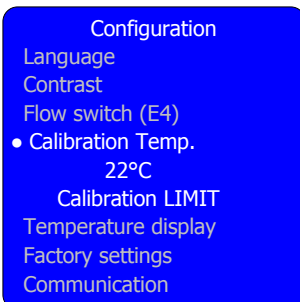 Configuration
Language
Contrast
Flow switch (E4)
● Calibration Temp.
22°C
Calibration LIMIT
Temperature display
Factory settings
Communication